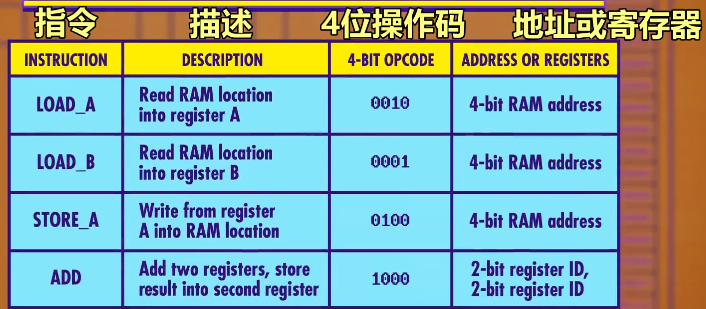 指令 描述 4位操作码 地址或寄存器
INSTRUCTION DESCRIPTION 4-BIT OPCODE ADDRESS OR REGISTERS
LOAD_A Read RAM location into register A 0010 4-bit RAM address
LOAD_B Read RAM location into register B 0001 4-bit RAM address
STORE_A Write from register A into RAM location 0100 4-bit RAM address
ADD Add two registers, store result into second register 1000 2-bit register ID, 2-bit register ID